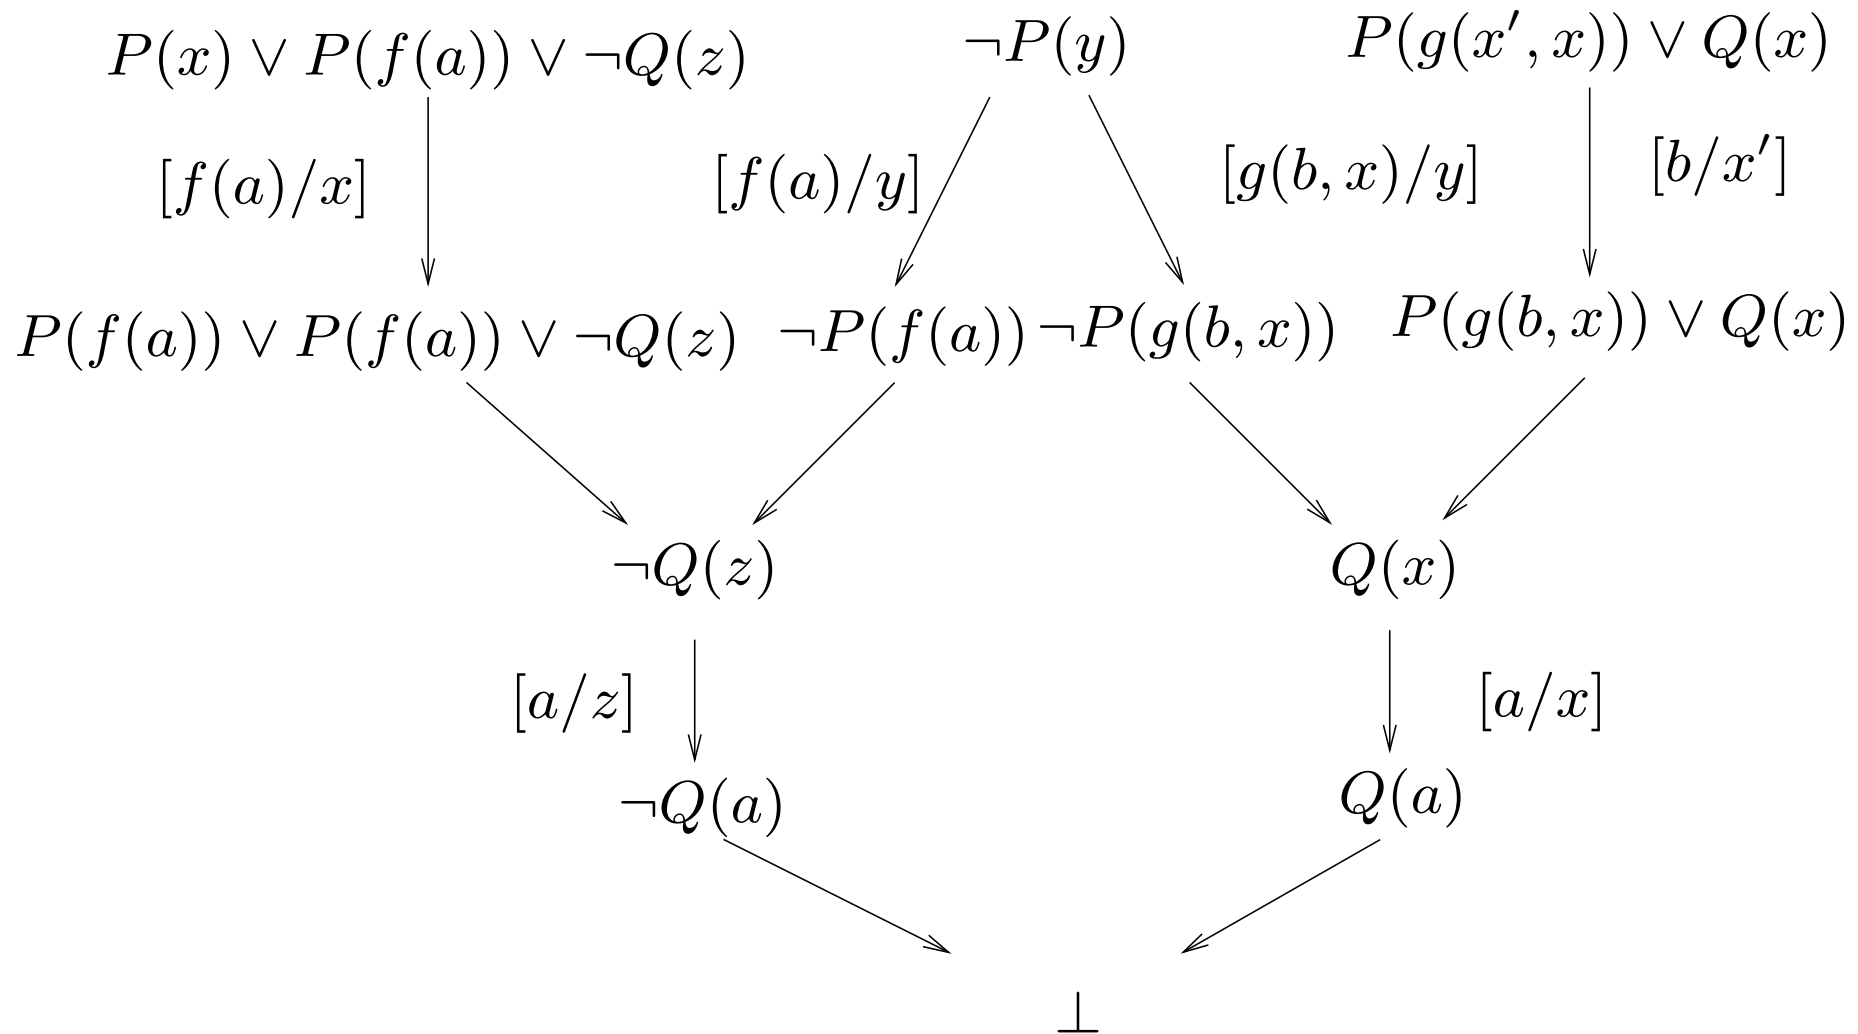 P(x) ∨ P(f(a)) ∨ ¬Q(z) ¬P(y) P(g(x′, x)) ∨ Q(x)
[f(a)/x] [f(a)/y] [g(b, x)/y] [b/x′]
P(f(a)) ∨ P(f(a)) ∨ ¬Q(z) ¬P(f(a)) ¬P(g(b, x)) P(g(b, x)) ∨ Q(x)
¬Q(z) Q(x)
[a/z] [a/x]
¬Q(a) Q(a)
⊥